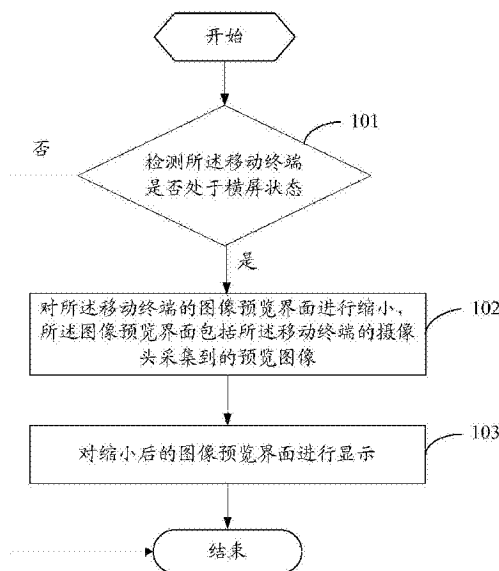 开始
101
否
检测所述移动终端
是否处于横屏状态
是
对所述移动终端的图像预览界面进行缩小，
所述图像预览界面包括所述移动终端的摄像
头采集到的预览图像
102
对缩小后的图像预览界面进行显示
103
结束